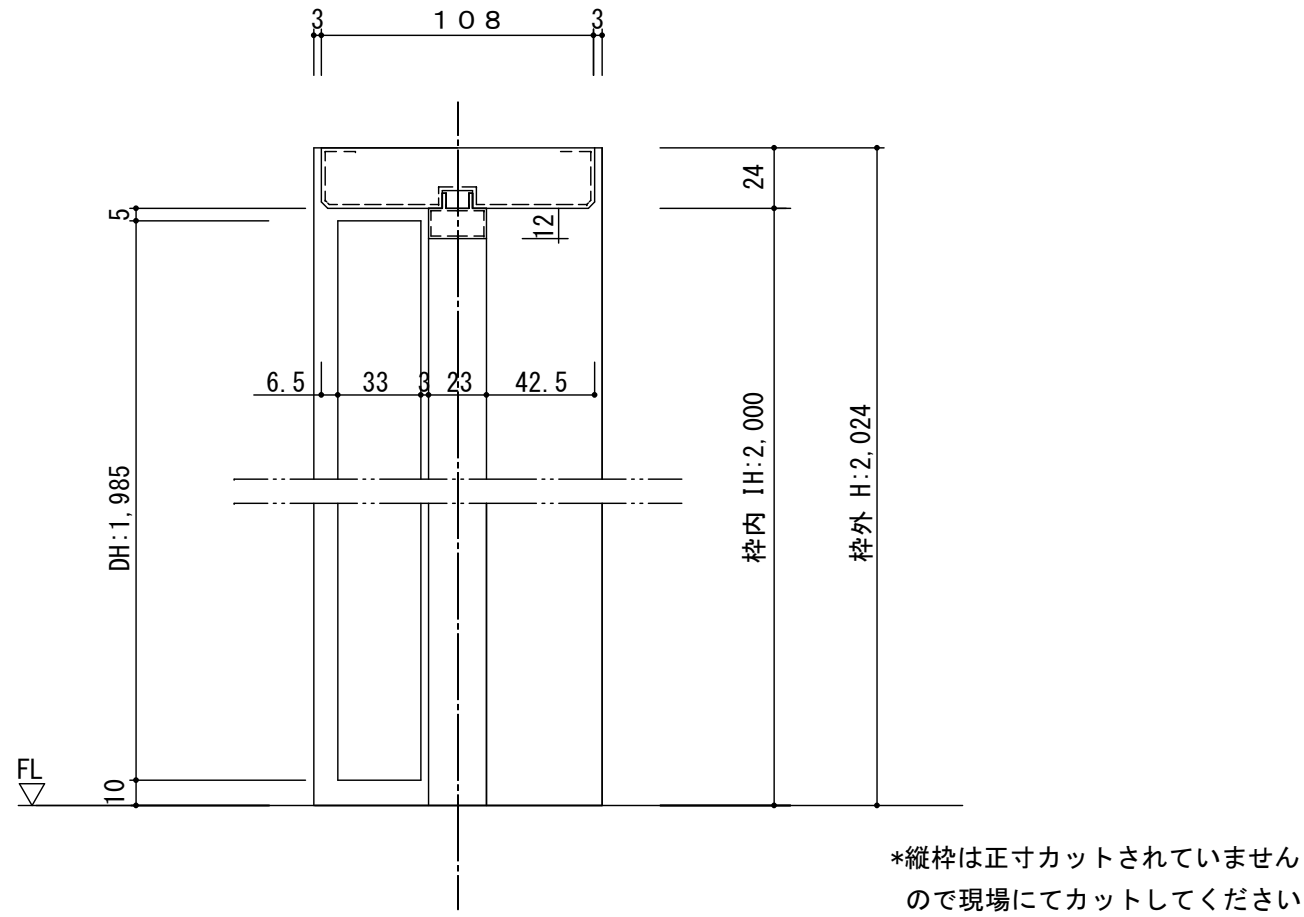 3 １０８ 3
24
5
12
6.5 33 3 23 42.5
枠内 IH:2,000
枠外 H:2,024
DH:1,985
FL
10
*縦枠は正寸カットされていません
ので現場にてカットしてください